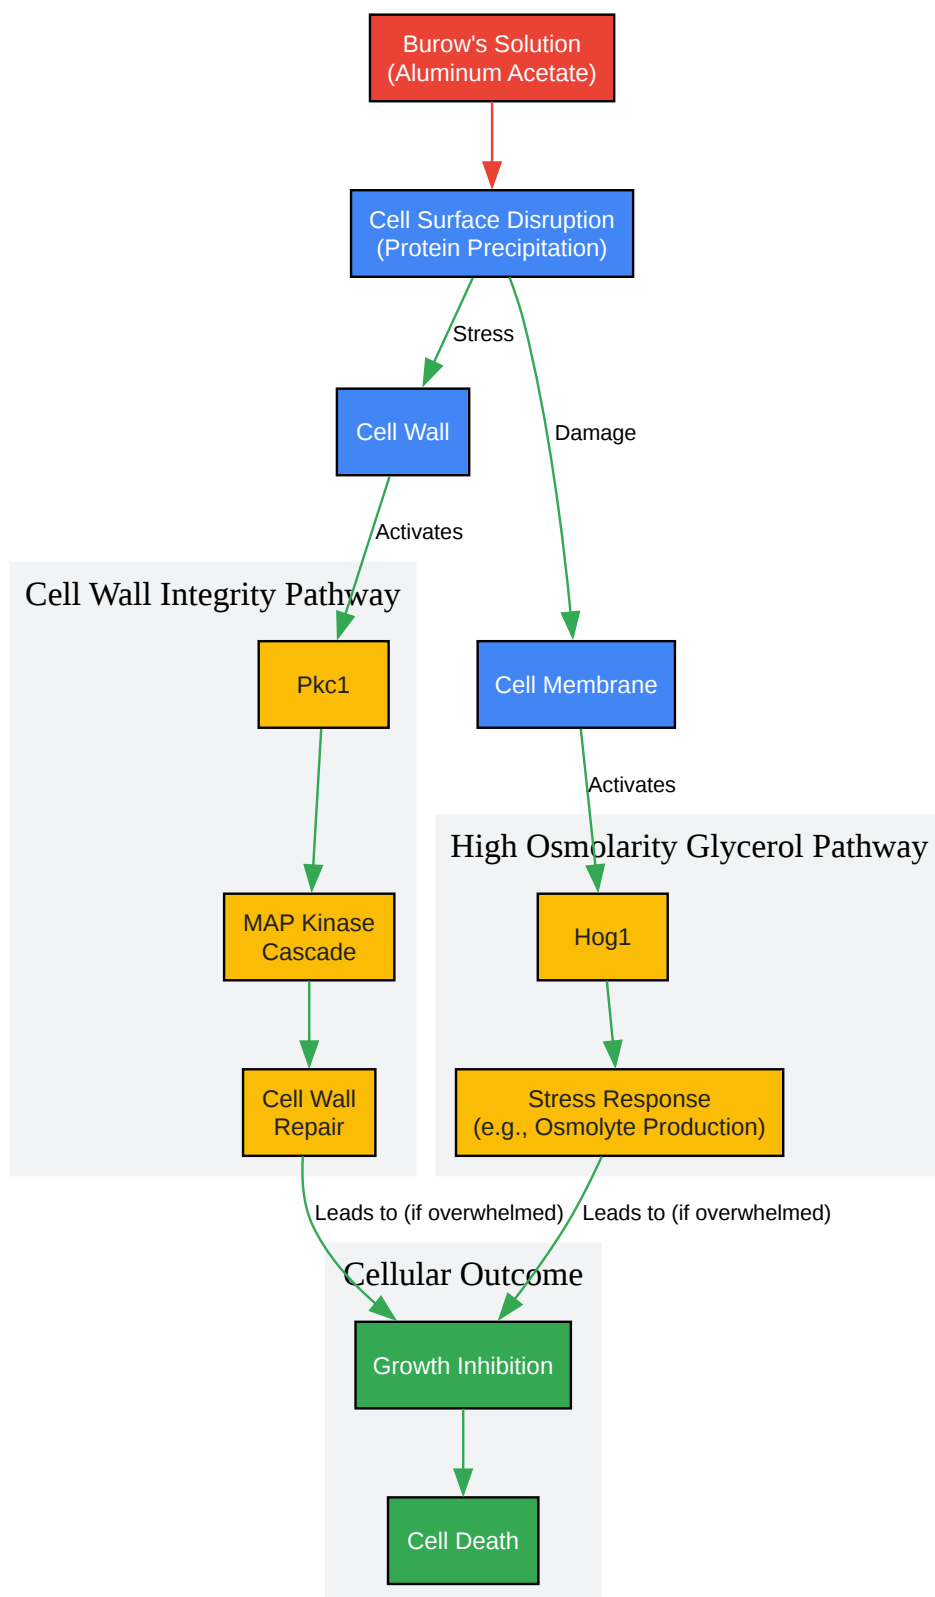 Burow's Solution
(Aluminum Acetate)
Cell Surface Disruption
(Protein Precipitation)
Stress
Cell Wall
Damage
Activates
Cell Wall Integrity Pathway
Pkc1
Cell Membrane
Activates
High Osmolarity Glycerol Pathway
MAP Kinase
Cascade
Hog1
Cell Wall
Repair
Stress Response
(e.g., Osmolyte Production)
Leads to (if overwhelmed)
Leads to (if overwhelmed)
Cellular Outcome
Growth Inhibition
Cell Death